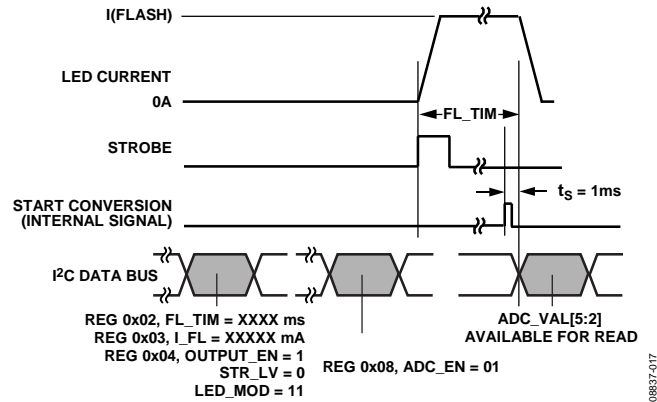 I(FLASH)
LED CURRENT
0A
FL_TIM
STROBE
tS = 1ms
START CONVERSION
(INTERNAL SIGNAL)
I2C DATA BUS
REG 0x02, FL_TIM = XXXX ms
REG 0x03, I_FL = XXXXX mA
REG 0x04, OUTPUT_EN = 1
STR_LV = 0
LED_MOD = 11
REG 0x08, ADC_EN = 01
ADC_VAL[5:2]
AVAILABLE FOR READ
08837-017